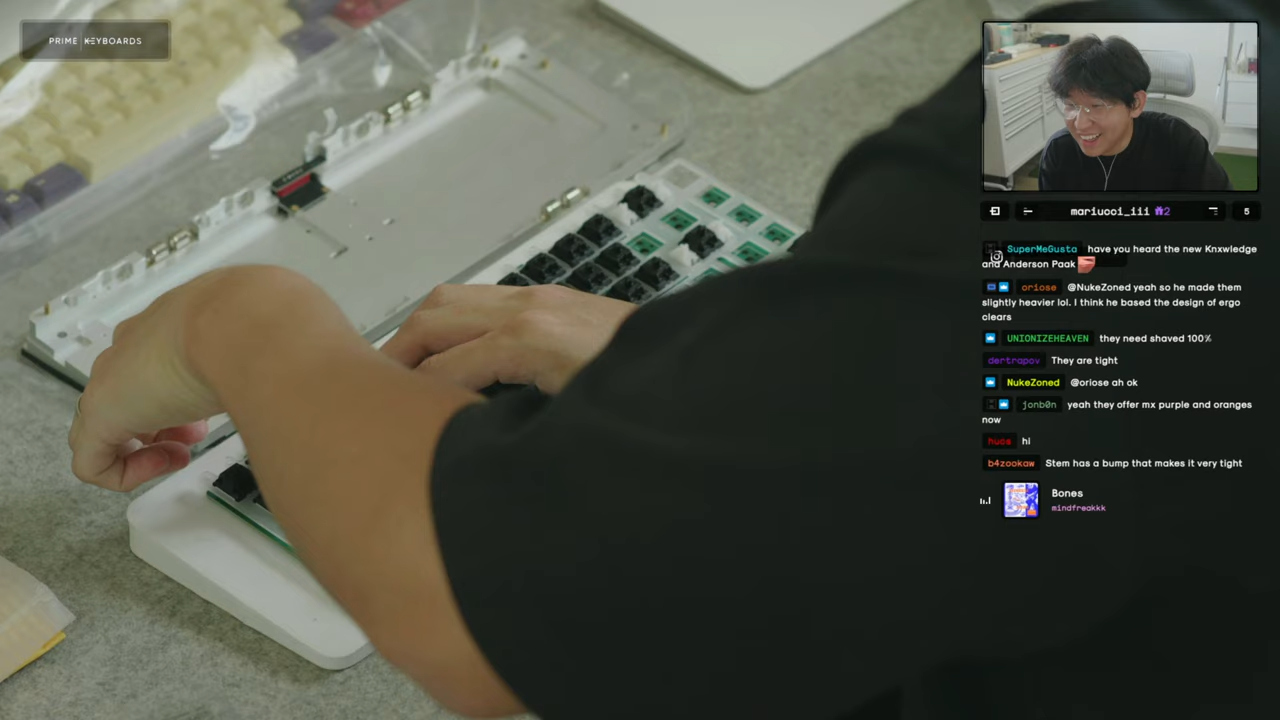 PRIME KEYBOARDS
mariucci_iii 2
5
SuperMeGusta have you heard the new Knxwledge
and Anderson Paak
oriose @NukeZoned yeah so he made them
slightly heavier lol. I think he based the design of ergo
clears
UNIONIZEHEAVEN they need shaved 100%
dertrapov They are tight
NukeZoned @oriose ah ok
jonb0n yeah they offer mx purple and oranges
now
huos hi
b4zookaw Stem has a bump that makes it very tight
Bones
mindfreakkk